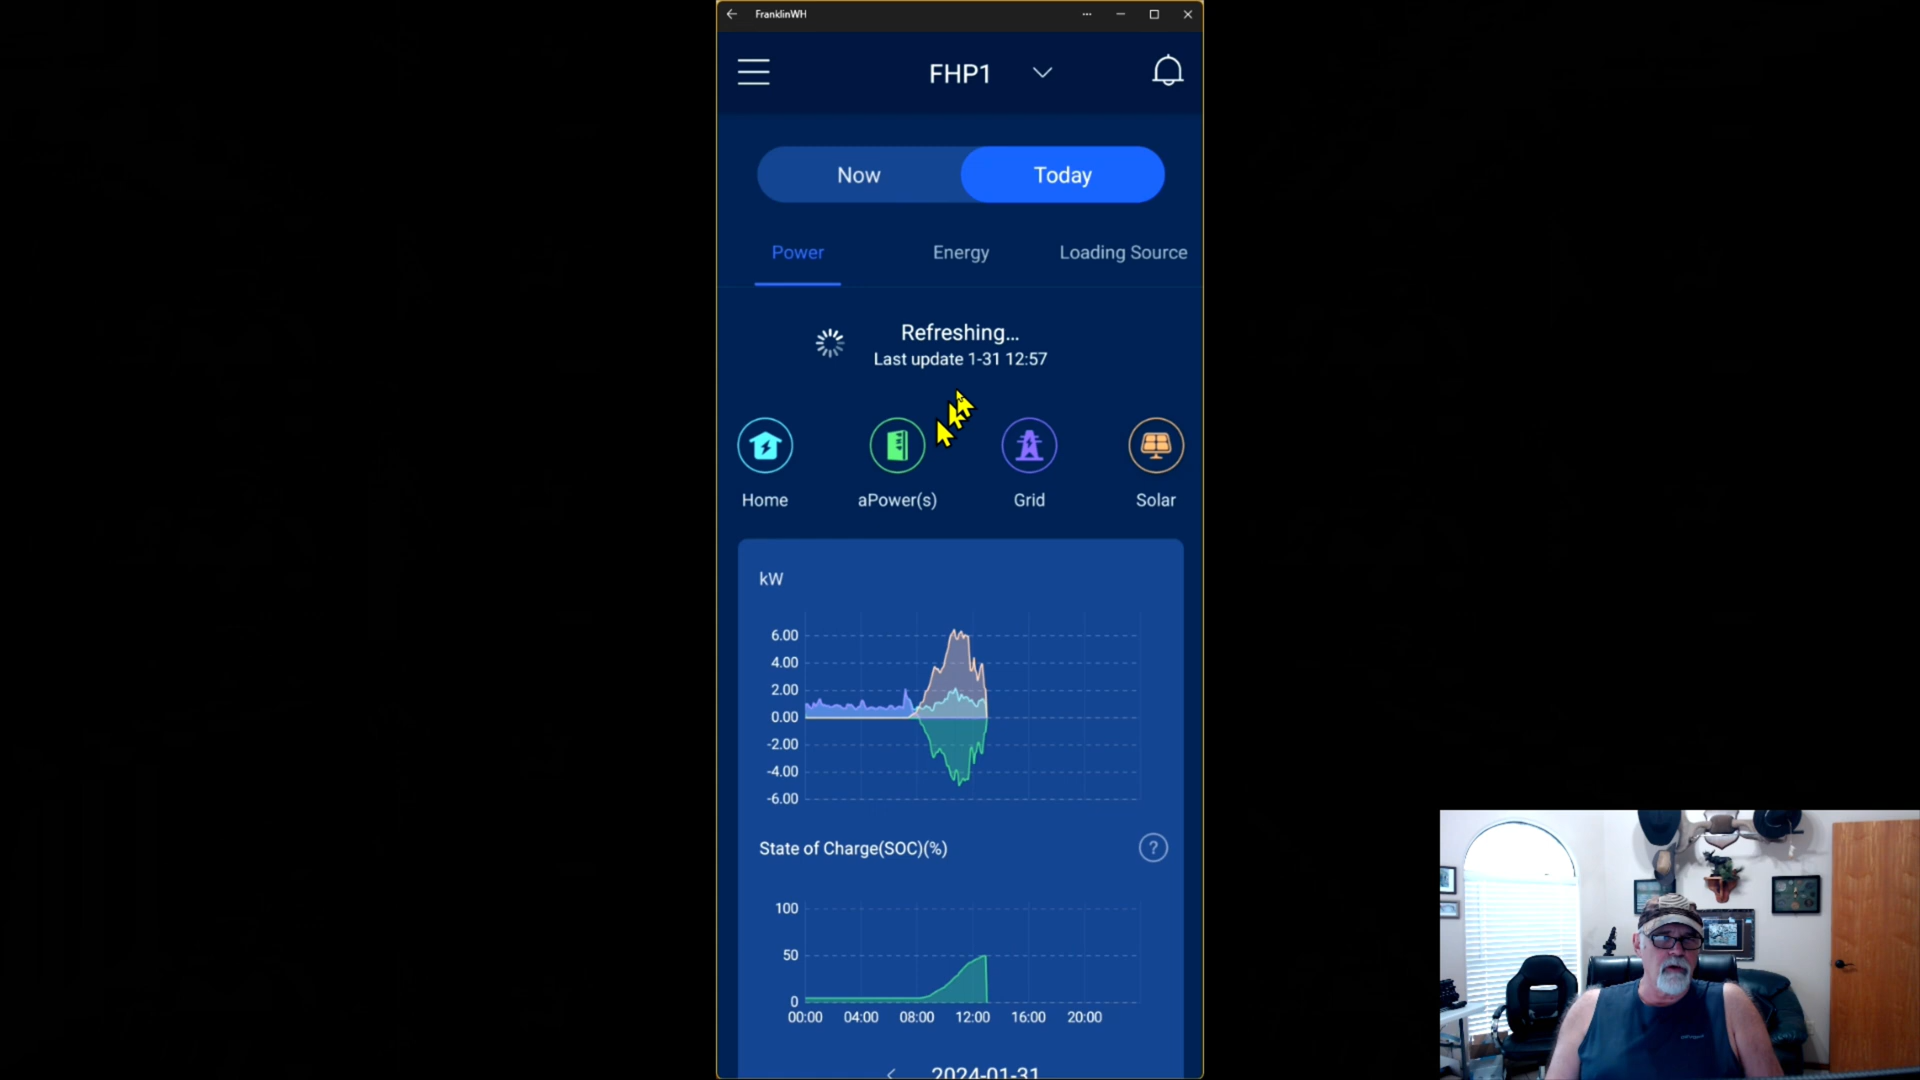 FranklinWH
FHP1
Now Today
Power Energy Loading Source
Refreshing...
Last update 1-31 12:57
Home aPower(s) Grid Solar
kW
6.00
4.00
2.00
0.00
-2.00
-4.00
-6.00
State of Charge(SOC)(%) ?
100
50
0
00:00 04:00 08:00 12:00 16:00 20:00
< 2024-01-31